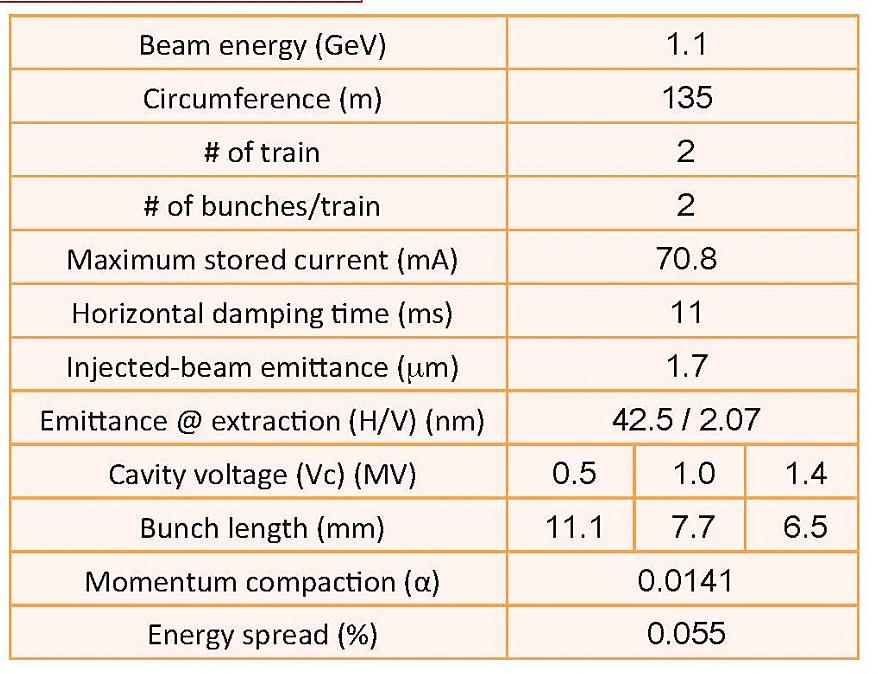 Beam energy (GeV) 1.1
Circumference (m) 135
# of train 2
# of bunches/train 2
Maximum stored current (mA) 70.8
Horizontal damping time (ms) 11
Injected-beam emittance (μm) 1.7
Emittance @ extraction (H/V) (nm) 42.5 / 2.07
Cavity voltage (Vc) (MV) 0.5 1.0 1.4
Bunch length (mm) 11.1 7.7 6.5
Momentum compaction (α) 0.0141
Energy spread (%) 0.055